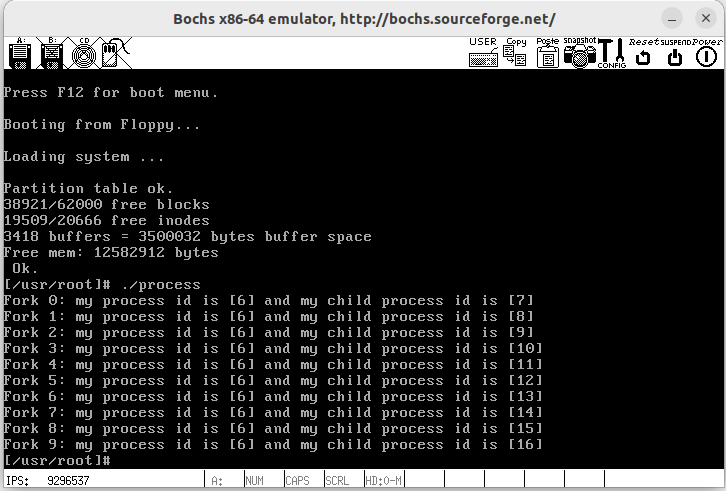 Bochs x86-64 emulator, http://bochs.sourceforge.net/
A: B: CD USER Copy Paste snapshot CONFIG Reset SUSPEND Power
Press F12 for boot menu.
Booting from Floppy...
Loading system ...
Partition table ok.
38921/62000 free blocks
19509/20666 free inodes
3418 buffers = 3500032 bytes buffer space
Free mem: 12582912 bytes
Ok.
[/usr/root]# ./process
Fork 0: my process id is [6] and my child process id is [7]
Fork 1: my process id is [6] and my child process id is [8]
Fork 2: my process id is [6] and my child process id is [9]
Fork 3: my process id is [6] and my child process id is [10]
Fork 4: my process id is [6] and my child process id is [11]
Fork 5: my process id is [6] and my child process id is [12]
Fork 6: my process id is [6] and my child process id is [13]
Fork 7: my process id is [6] and my child process id is [14]
Fork 8: my process id is [6] and my child process id is [15]
Fork 9: my process id is [6] and my child process id is [16]
[/usr/root]#
IPS: 9296537 A: NUM CAPS SCRL HD:0-M